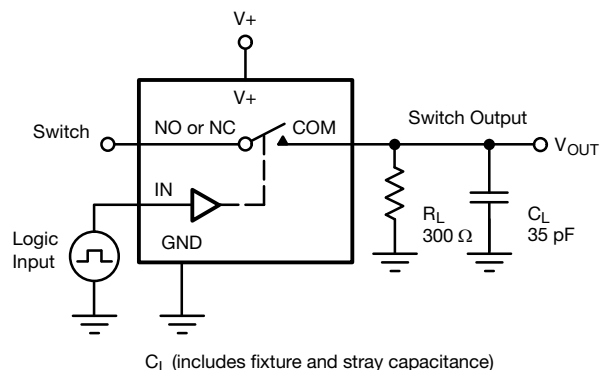 V+
V+
Switch Output
Switch
NO or NC
COM
V_OUT
IN
R_L
300 Ω
C_L
35 pF
GND
Logic
Input
C_L (includes fixture and stray capacitance)